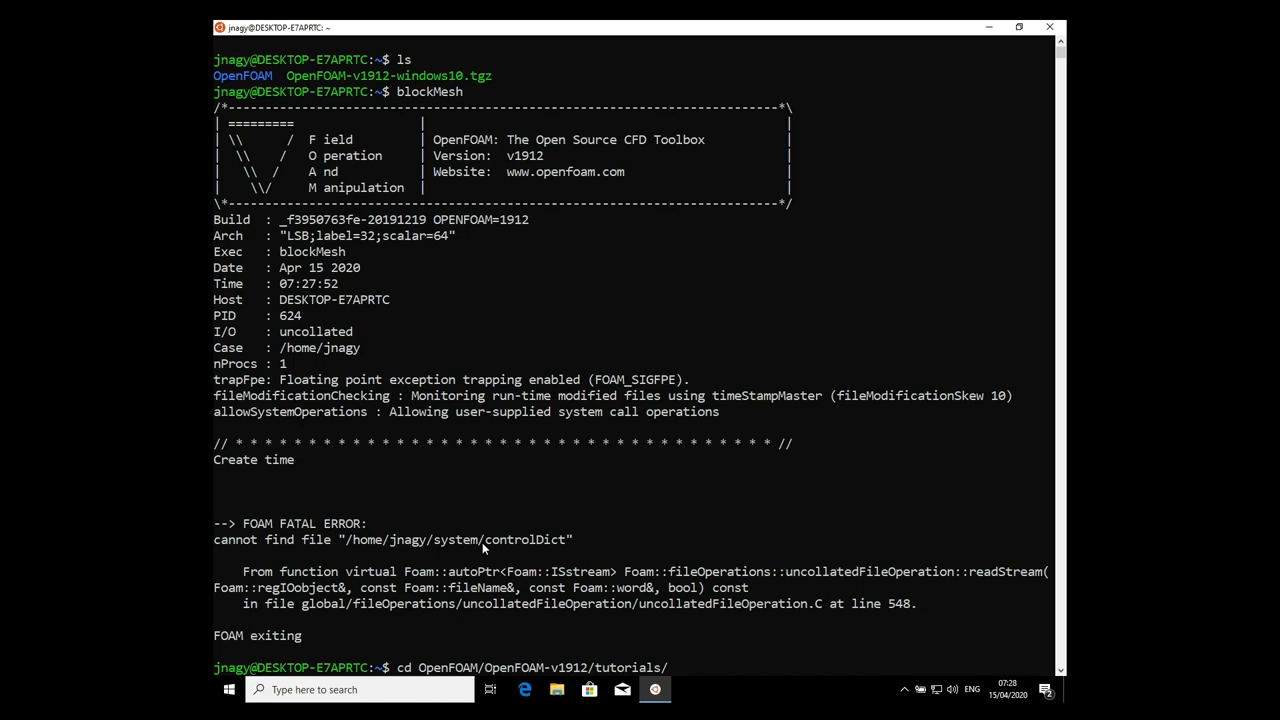 jnagy@DESKTOP-E7APRTC: ~
jnagy@DESKTOP-E7APRTC:~$ ls
OpenFOAM  OpenFOAM-v1912-windows10.tgz
jnagy@DESKTOP-E7APRTC:~$ blockMesh
/*---------------------------------------------------------------------------*\
| =========                 |                                                 |
| \\      /  F ield         | OpenFOAM: The Open Source CFD Toolbox           |
|  \\    /   O peration     | Version:  v1912                                 |
|   \\  /    A nd           | Website:  www.openfoam.com                      |
|    \\/     M anipulation  |                                                 |
\*---------------------------------------------------------------------------*/
Build  : _f3950763fe-20191219 OPENFOAM=1912
Arch   : "LSB;label=32;scalar=64"
Exec   : blockMesh
Date   : Apr 15 2020
Time   : 07:27:52
Host   : DESKTOP-E7APRTC
PID    : 624
I/O    : uncollated
Case   : /home/jnagy
nProcs : 1
trapFpe: Floating point exception trapping enabled (FOAM_SIGFPE).
fileModificationChecking : Monitoring run-time modified files using timeStampMaster (fileModificationSkew 10)
allowSystemOperations : Allowing user-supplied system call operations
// * * * * * * * * * * * * * * * * * * * * * * * * * * * * * * * * * * * * * //
Create time
--> FOAM FATAL ERROR:
cannot find file "/home/jnagy/system/controlDict"
From function virtual Foam::autoPtr<Foam::ISstream> Foam::fileOperations::uncollatedFileOperation::readStream(
Foam::regIOobject&, const Foam::fileName&, const Foam::word&, bool) const
in file global/fileOperations/uncollatedFileOperation/uncollatedFileOperation.C at line 548.
FOAM exiting
jnagy@DESKTOP-E7APRTC:~$ cd OpenFOAM/OpenFOAM-v1912/tutorials/
Type here to search
ENG
07:28
15/04/2020
2